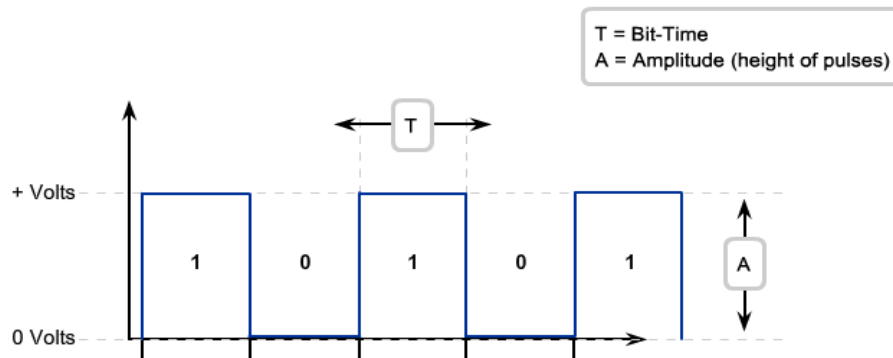 T = Bit-Time
A = Amplitude (height of pulses)
T
+ Volts
1 0 1 0 1
A
0 Volts